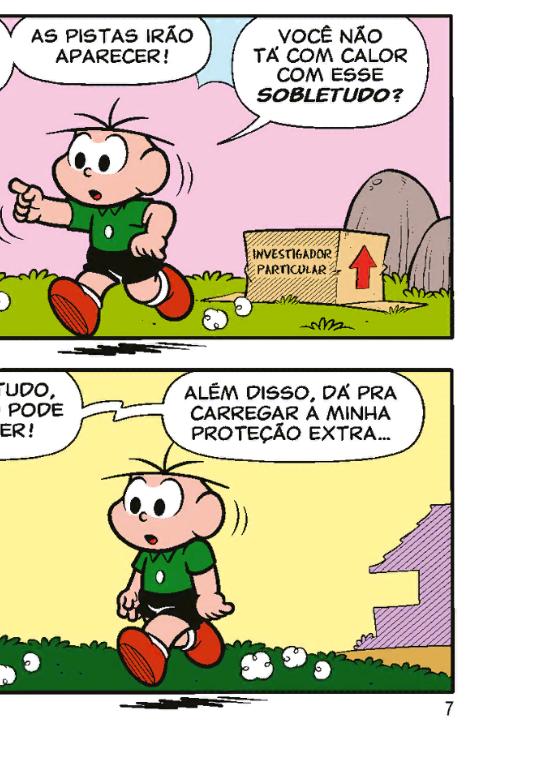 AS PISTAS IRÃO
APARECER!
VOCÊ NÃO
TÁ COM CALOR
COM ESSE
SOBLETUDO?
INVESTIGADOR
PARTICULAR
TUDO,
PODE
ER!
ALÉM DISSO, DÁ PRA
CARREGAR A MINHA
PROTEÇÃO EXTRA...
7